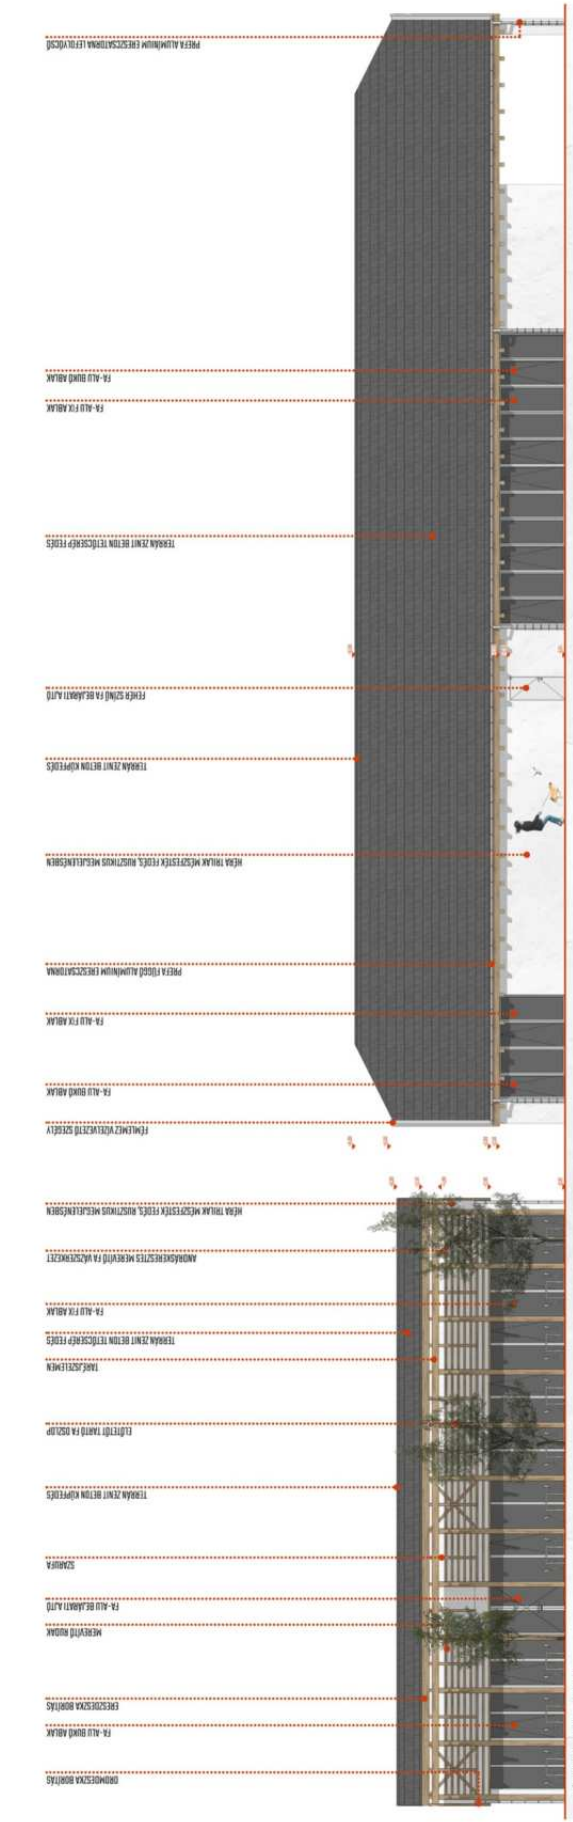 OROMDESZKA BORÍTÁS
FA-ALU BUKÓ ABLAK
ERESZDESZKA BORÍTÁS
MEREVÍTŐ RUDAK
FA-ALU BEJÁRATI AJTÓ
SZARUFA
TERRÁN ZENIT BETON KÚPFEDÉS
ELŐTETŐT TARTÓ FA OSZLOP
TARÉJSZELEMEN
TERRÁN ZENIT BETON TETŐCSERÉP FEDÉS
FA-ALU FIX ABLAK
ANDRÁSKERESZTES MEREVÍTŐ FA VÁZSZERKEZET
HÉRA TRILAK MÉSZFESTÉK FEDÉS, RUSZTIKUS MEGJELENÉSBEN
FÉMLEMEZ VÍZELVEZETŐ SZEGÉLY
FA-ALU BUKÓ ABLAK
FA-ALU FIX ABLAK
PREFA FÜGGŐ ALUMÍNIUM ERESZCSATORNA
HÉRA TRILAK MÉSZFESTÉK FEDÉS, RUSZTIKUS MEGJELENÉSBEN
TERRÁN ZENIT BETON KÚPFEDÉS
FEHÉR SZÍNŰ FA BEJÁRATI AJTÓ
TERRÁN ZENIT BETON TETŐCSERÉP FEDÉS
FA-ALU FIX ABLAK
FA-ALU BUKÓ ABLAK
PREFA ALUMÍNIUM ERESZCSATORNA LEFOLYÓCSŐ